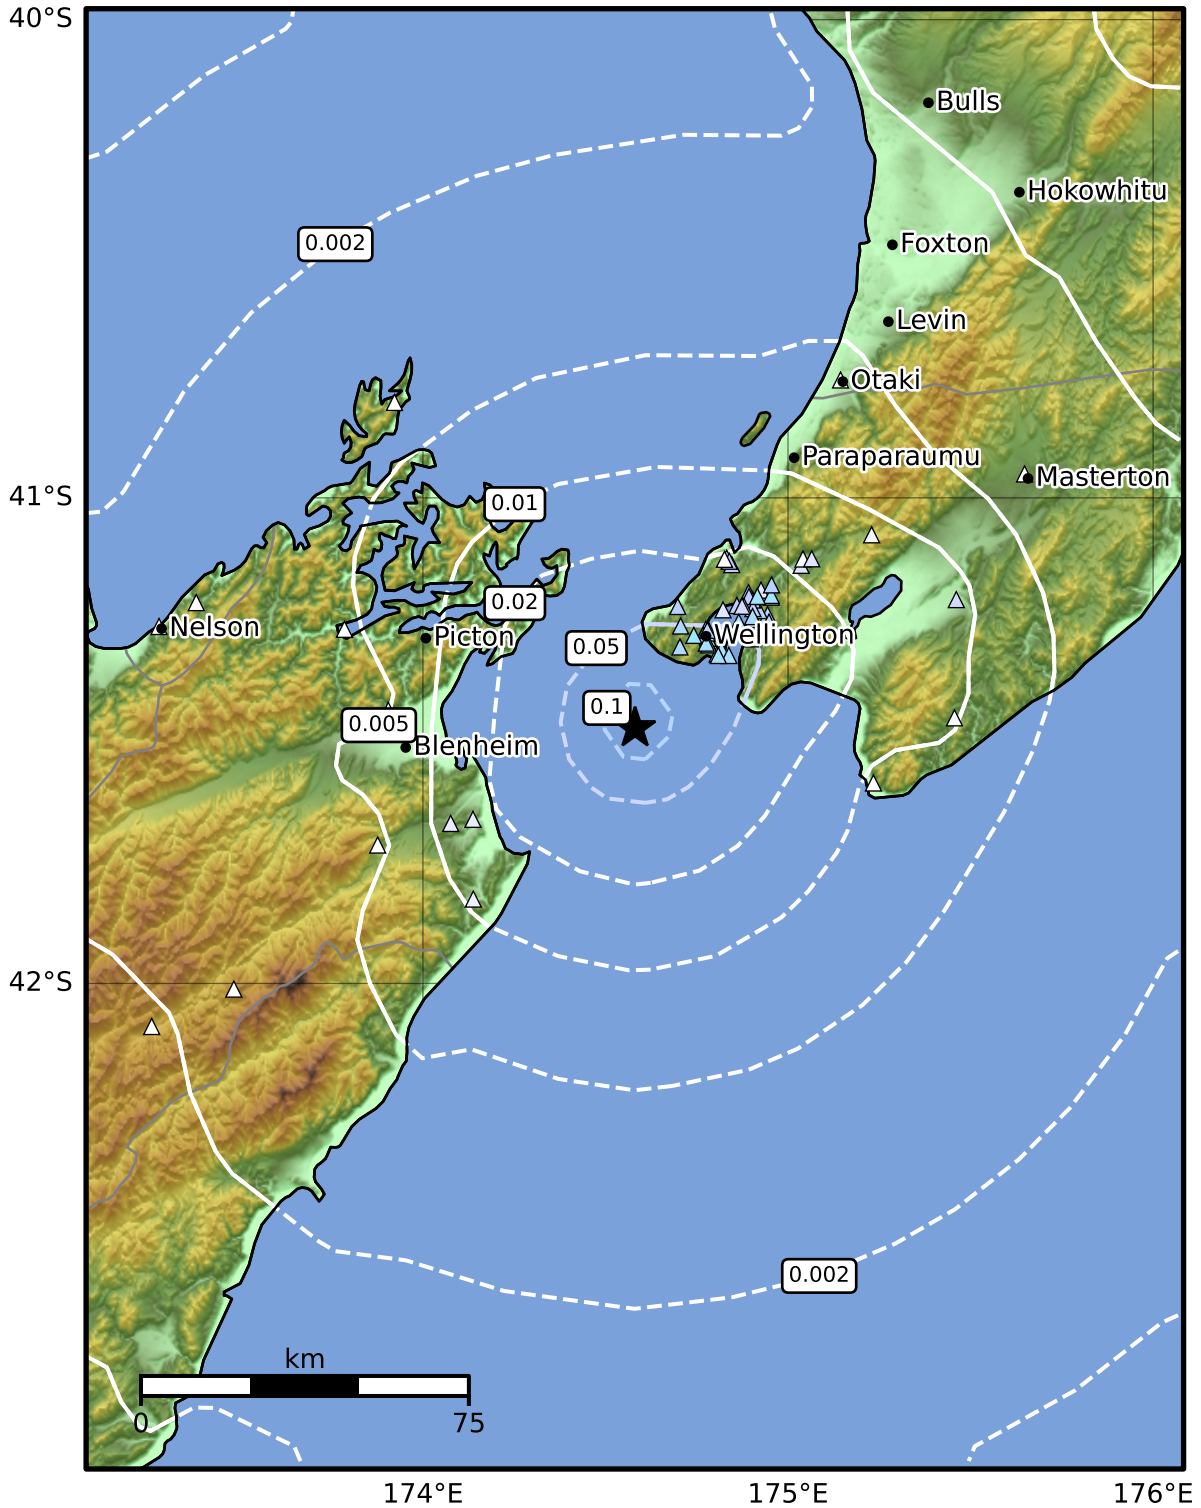 40°S
Bulls
Hokowhitu
0.002
Foxton
Levin
Otaki
Paraparaumu
Masterton
41°S
0.01
0.02
Nelson
Picton
Wellington
0.05
0.1
0.005
Blenheim
42°S
0.002
km
0 75
174°E 175°E 176°E